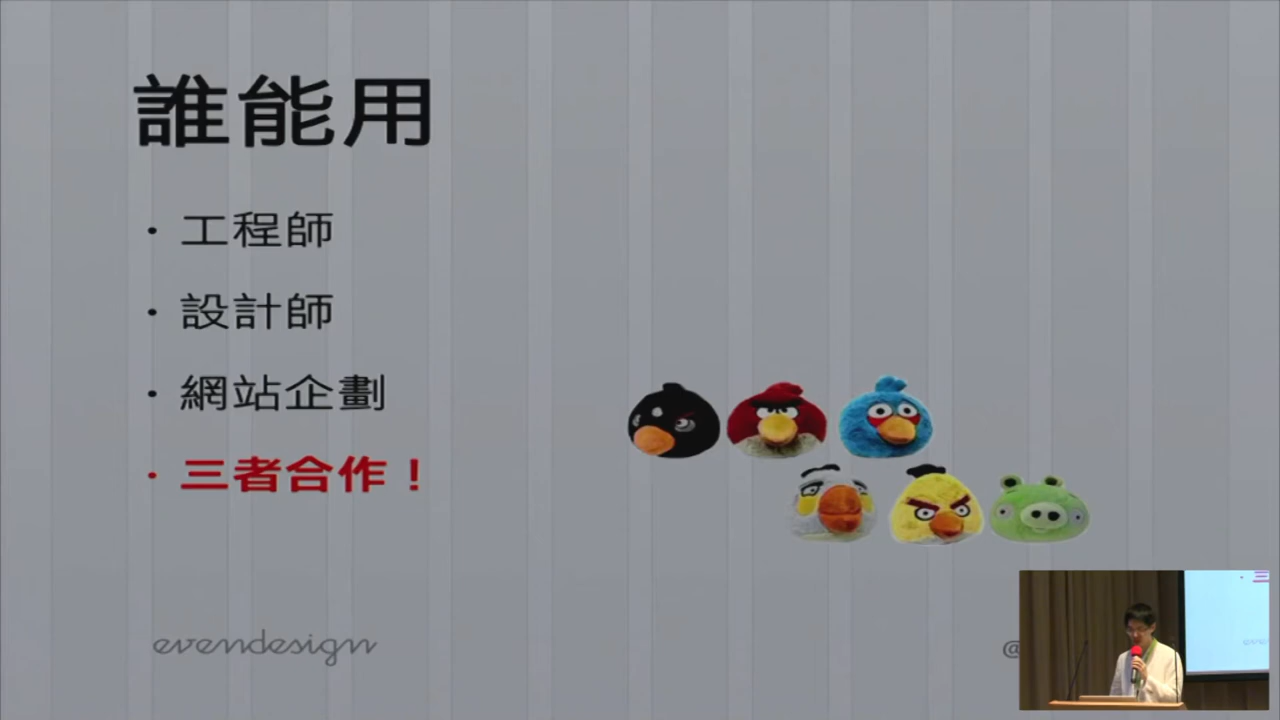 誰能用
· 工程師
· 設計師
· 網站企劃
· 三者合作！
evendesign
@